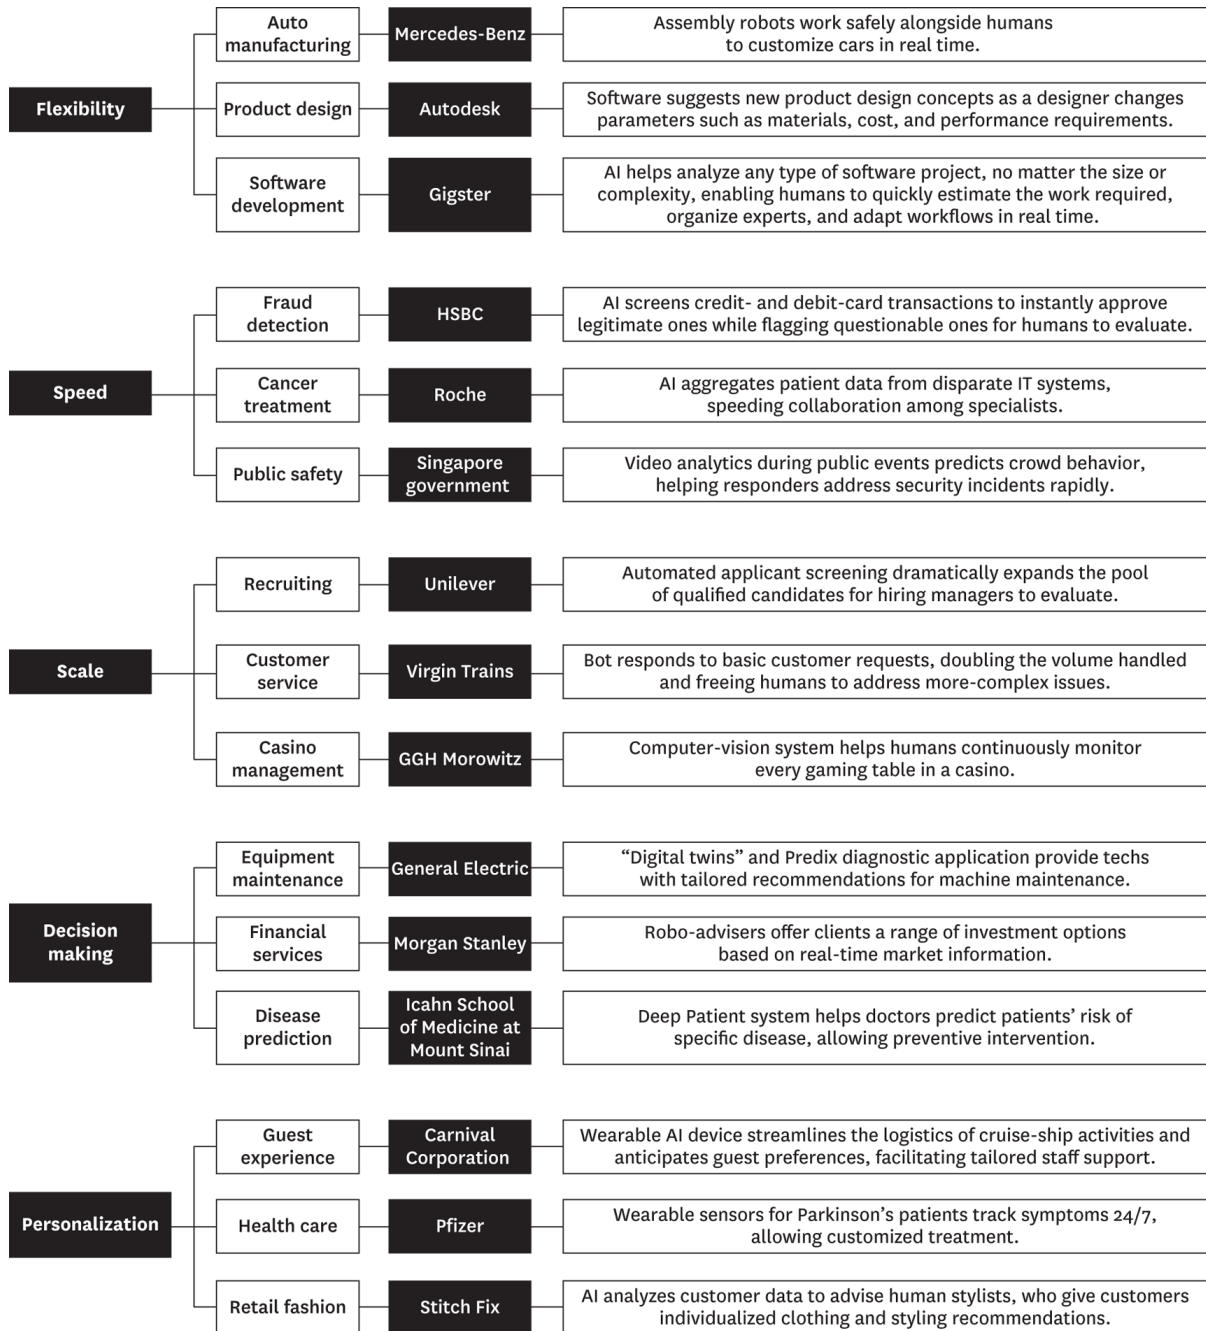 Flexibility
Auto
manufacturing
Mercedes-Benz
Assembly robots work safely alongside humans
to customize cars in real time.
Product design
Autodesk
Software suggests new product design concepts as a designer changes
parameters such as materials, cost, and performance requirements.
Software
development
Gigster
AI helps analyze any type of software project, no matter the size or
complexity, enabling humans to quickly estimate the work required,
organize experts, and adapt workflows in real time.
Speed
Fraud
detection
HSBC
AI screens credit- and debit-card transactions to instantly approve
legitimate ones while flagging questionable ones for humans to evaluate.
Cancer
treatment
Roche
AI aggregates patient data from disparate IT systems,
speeding collaboration among specialists.
Public safety
Singapore
government
Video analytics during public events predicts crowd behavior,
helping responders address security incidents rapidly.
Scale
Recruiting
Unilever
Automated applicant screening dramatically expands the pool
of qualified candidates for hiring managers to evaluate.
Customer
service
Virgin Trains
Bot responds to basic customer requests, doubling the volume handled
and freeing humans to address more-complex issues.
Casino
management
GGH Morowitz
Computer-vision system helps humans continuously monitor
every gaming table in a casino.
Decision
making
Equipment
maintenance
General Electric
“Digital twins” and Predix diagnostic application provide techs
with tailored recommendations for machine maintenance.
Financial
services
Morgan Stanley
Robo-advisers offer clients a range of investment options
based on real-time market information.
Disease
prediction
Icahn School
of Medicine at
Mount Sinai
Deep Patient system helps doctors predict patients’ risk of
specific disease, allowing preventive intervention.
Personalization
Guest
experience
Carnival
Corporation
Wearable AI device streamlines the logistics of cruise-ship activities and
anticipates guest preferences, facilitating tailored staff support.
Health care
Pfizer
Wearable sensors for Parkinson’s patients track symptoms 24/7,
allowing customized treatment.
Retail fashion
Stitch Fix
AI analyzes customer data to advise human stylists, who give customers
individualized clothing and styling recommendations.